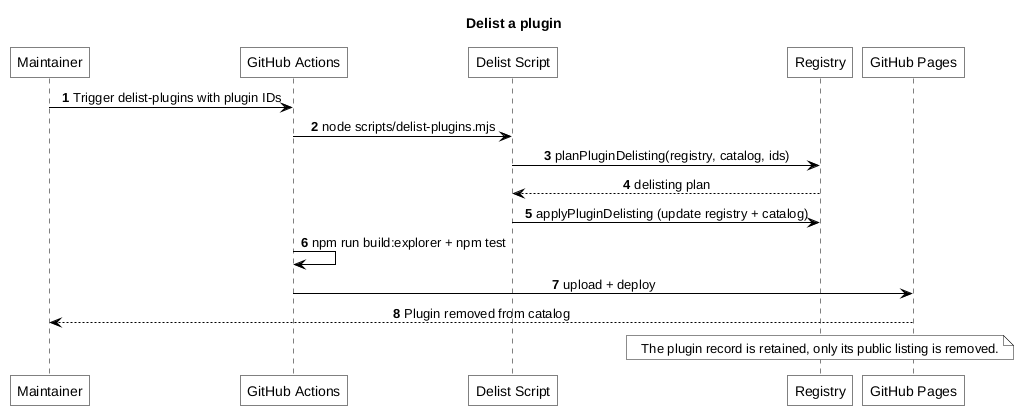 Delist a plugin
Maintainer
GitHub Actions
Delist Script
Registry
GitHub Pages
1 Trigger delist-plugins with plugin IDs
2 node scripts/delist-plugins.mjs
3 planPluginDelisting(registry, catalog, ids)
4 delisting plan
5 applyPluginDelisting (update registry + catalog)
6 npm run build:explorer + npm test
7 upload + deploy
8 Plugin removed from catalog
The plugin record is retained, only its public listing is removed.
Maintainer
GitHub Actions
Delist Script
Registry
GitHub Pages